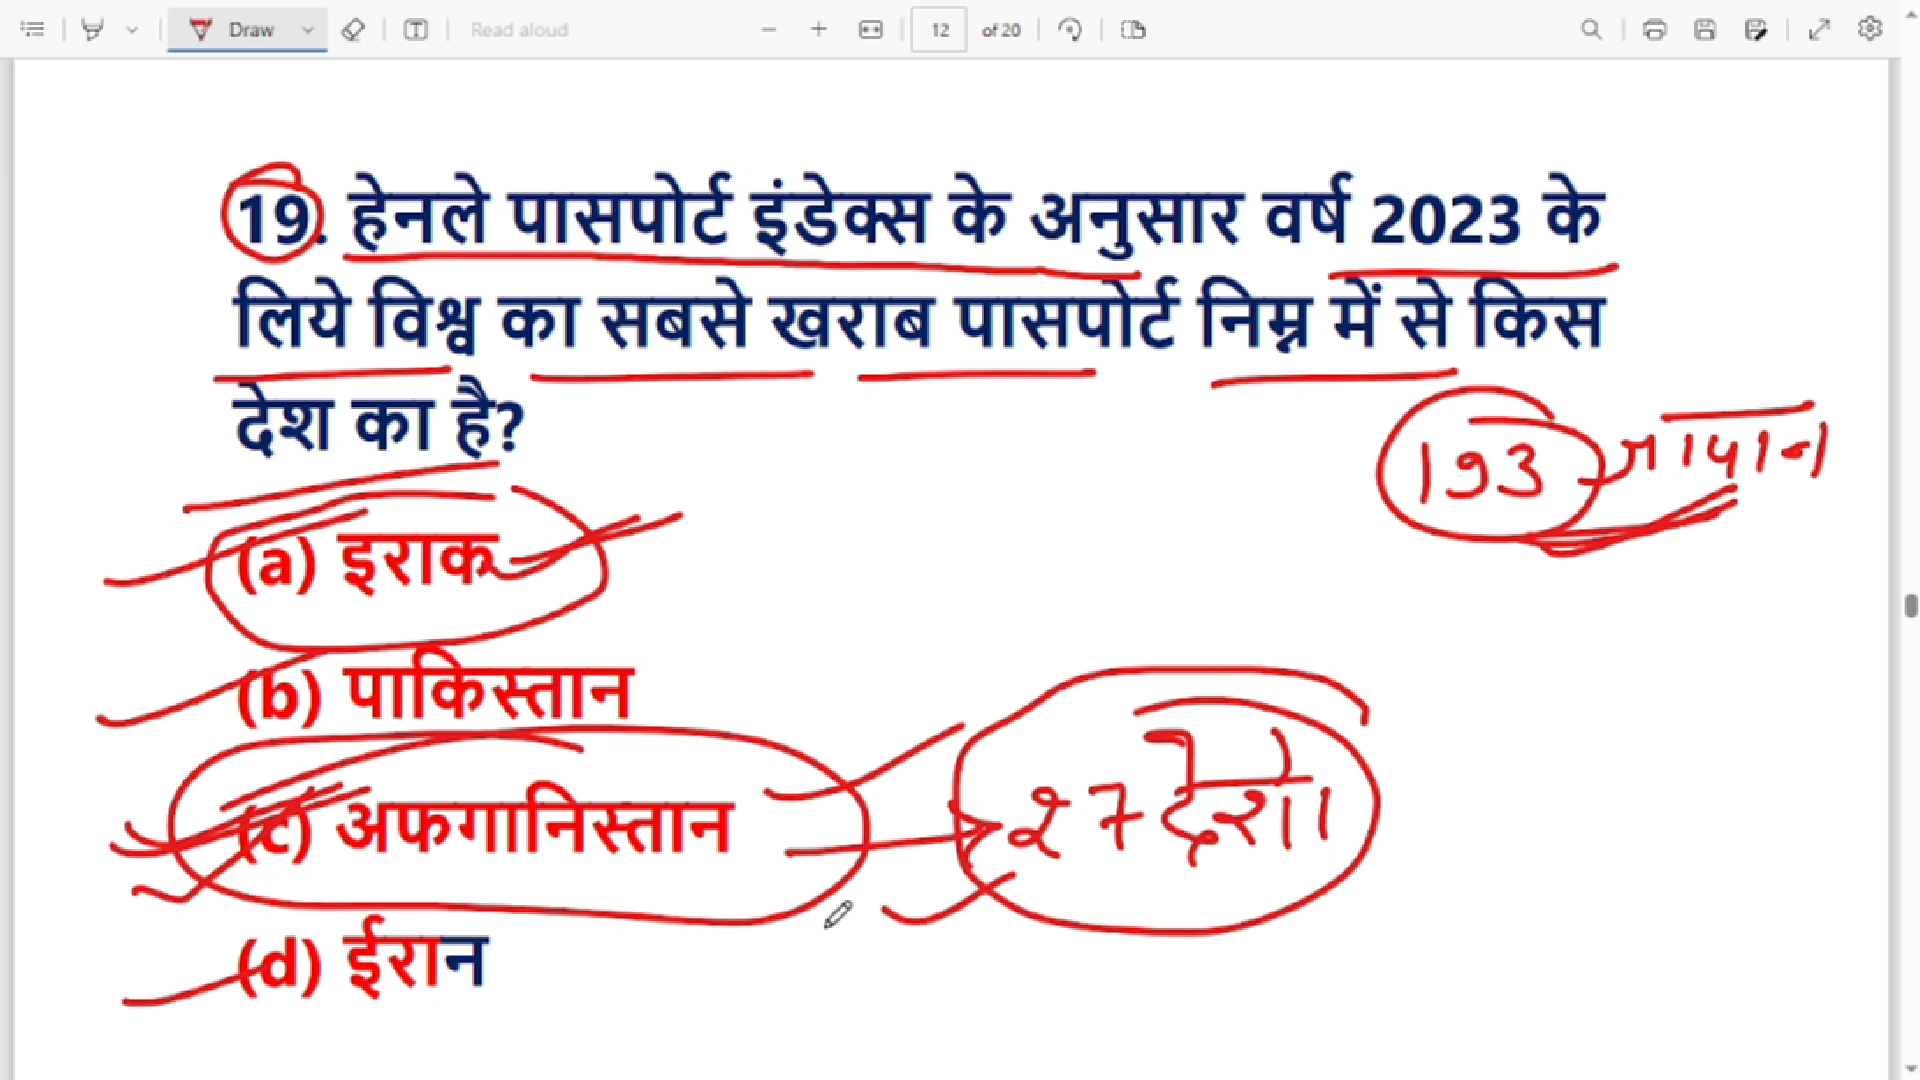 Draw
Read aloud
12 of 20
19. हेनले पासपोर्ट इंडेक्स के अनुसार वर्ष 2023 के
लिये विश्व का सबसे खराब पासपोर्ट निम्न में से किस
देश का है?
193 जापान
(a) इराक
(b) पाकिस्तान
(c) अफगानिस्तान
27 देशो
(d) ईरान